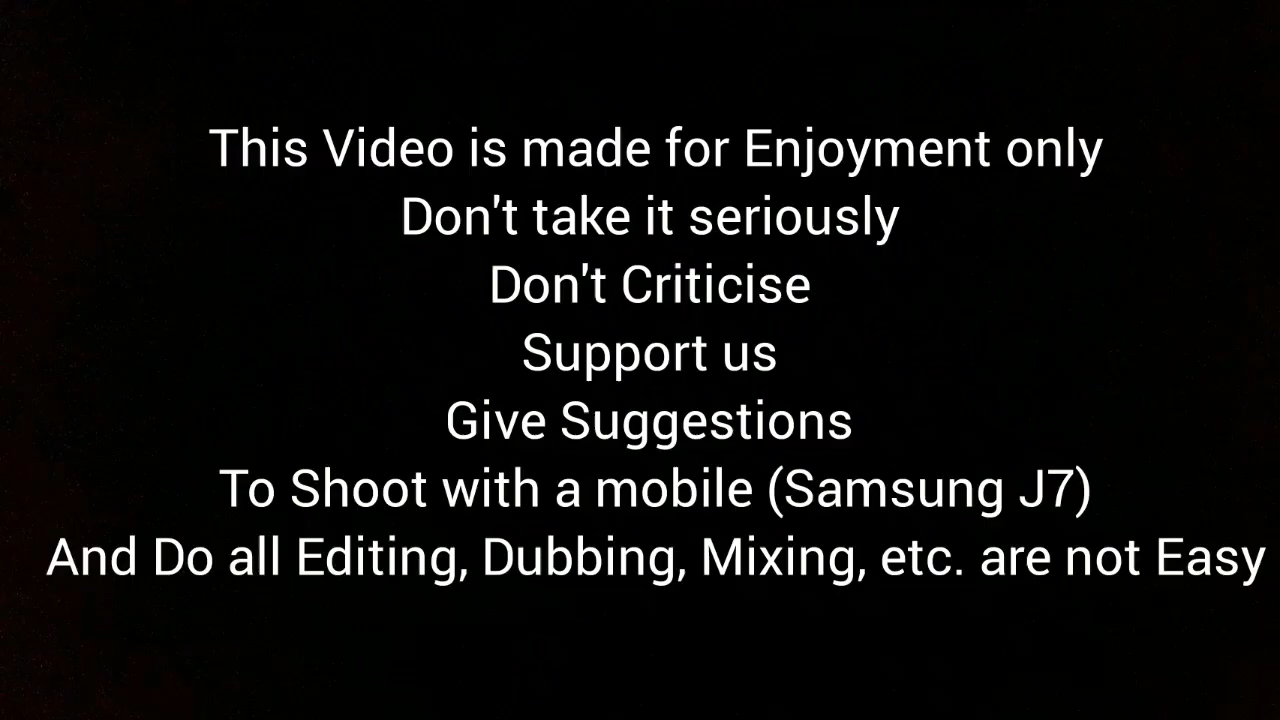 This Video is made for Enjoyment only
Don't take it seriously
Don't Criticise
Support us
Give Suggestions
To Shoot with a mobile (Samsung J7)
And Do all Editing, Dubbing, Mixing, etc. are not Easy